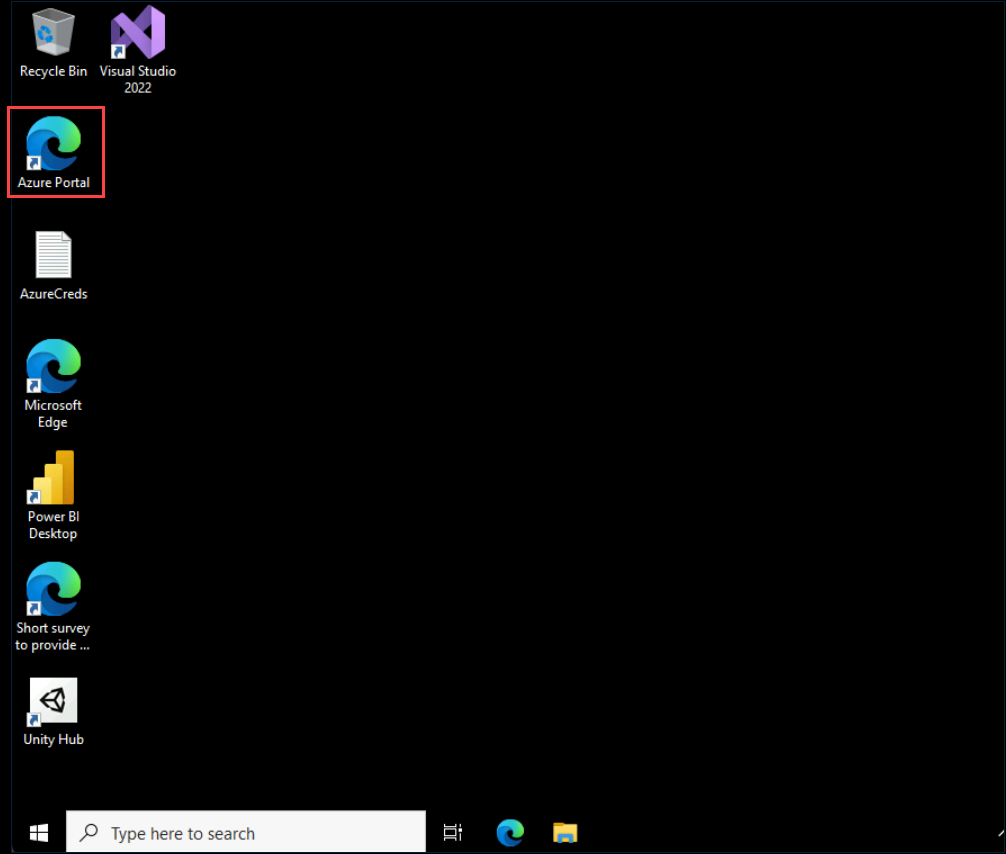 Recycle Bin
Visual Studio
2022
Azure Portal
AzureCreds
Microsoft
Edge
Power BI
Desktop
Short survey
to provide ...
Unity Hub
Type here to search